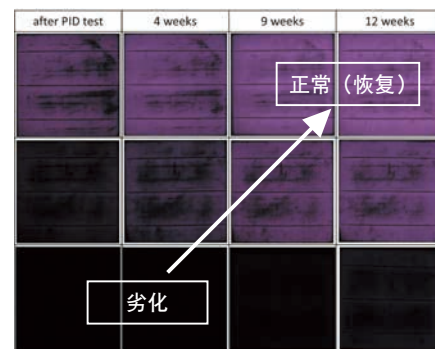 after PID test
4 weeks
9 weeks
12 weeks
正常（恢复）
劣化